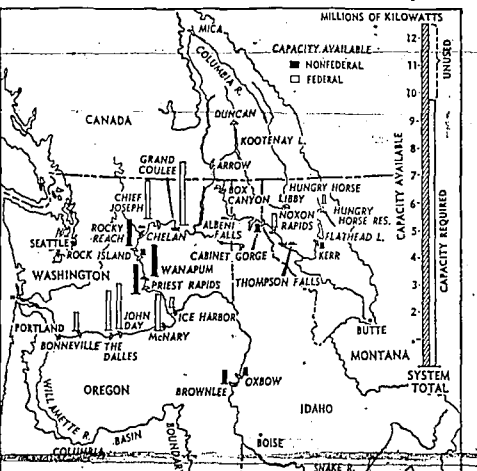 MILLIONS OF KILOWATTS
MICA
CAPACITY AVAILABLE
NONFEDERAL
FEDERAL
COLUMBIA R.
12
11
10
9
8
7
6
5
4
3
2
1
UNUSED
CAPACITY AVAILABLE
CAPACITY REQUIRED
SYSTEM
TOTAL
CANADA
DUNCAN
KOOTENAY L.
GRAND
COULEE
ARROW
CHIEF
JOSEPH
BOX
CANYON
LIBBY
HUNGRY HORSE
HUNGRY
HORSE RES.
NOXON
RAPIDS
FLATHEAD L.
ROCKY
REACH
CHELAN
ALBENI
FALLS
SEATTLE
ROCK ISLAND
CABINET GORGE
KERR
WASHINGTON
WANAPUM
THOMPSON FALLS
PRIEST RAPIDS
PORTLAND
JOHN
DAY
ICE HARBOR
McNARY
BONNEVILLE
THE
DALLES
BUTTE
MONTANA
OREGON
BROWNLEE
OXBOW
IDAHO
WILLAMETTE R.
COLUMBIA
BASIN
BOUNDARY
BOISE
SNAKE R.